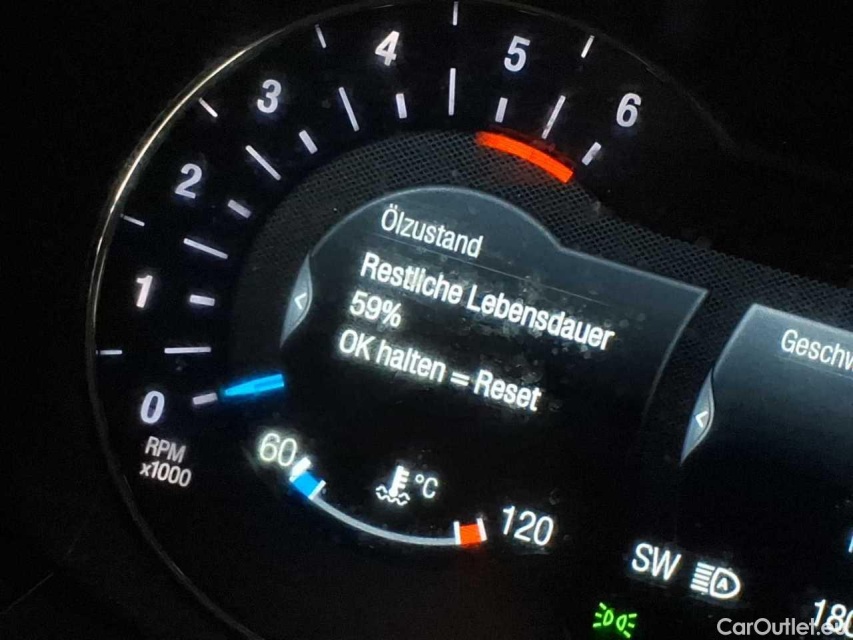 4
5
3
6
2
1
0
RPM
x1000
Ölzustand
Restliche Lebensdauer
59%
OK halten = Reset
60
°C
120
SW
A
180
CarOutlet.eu